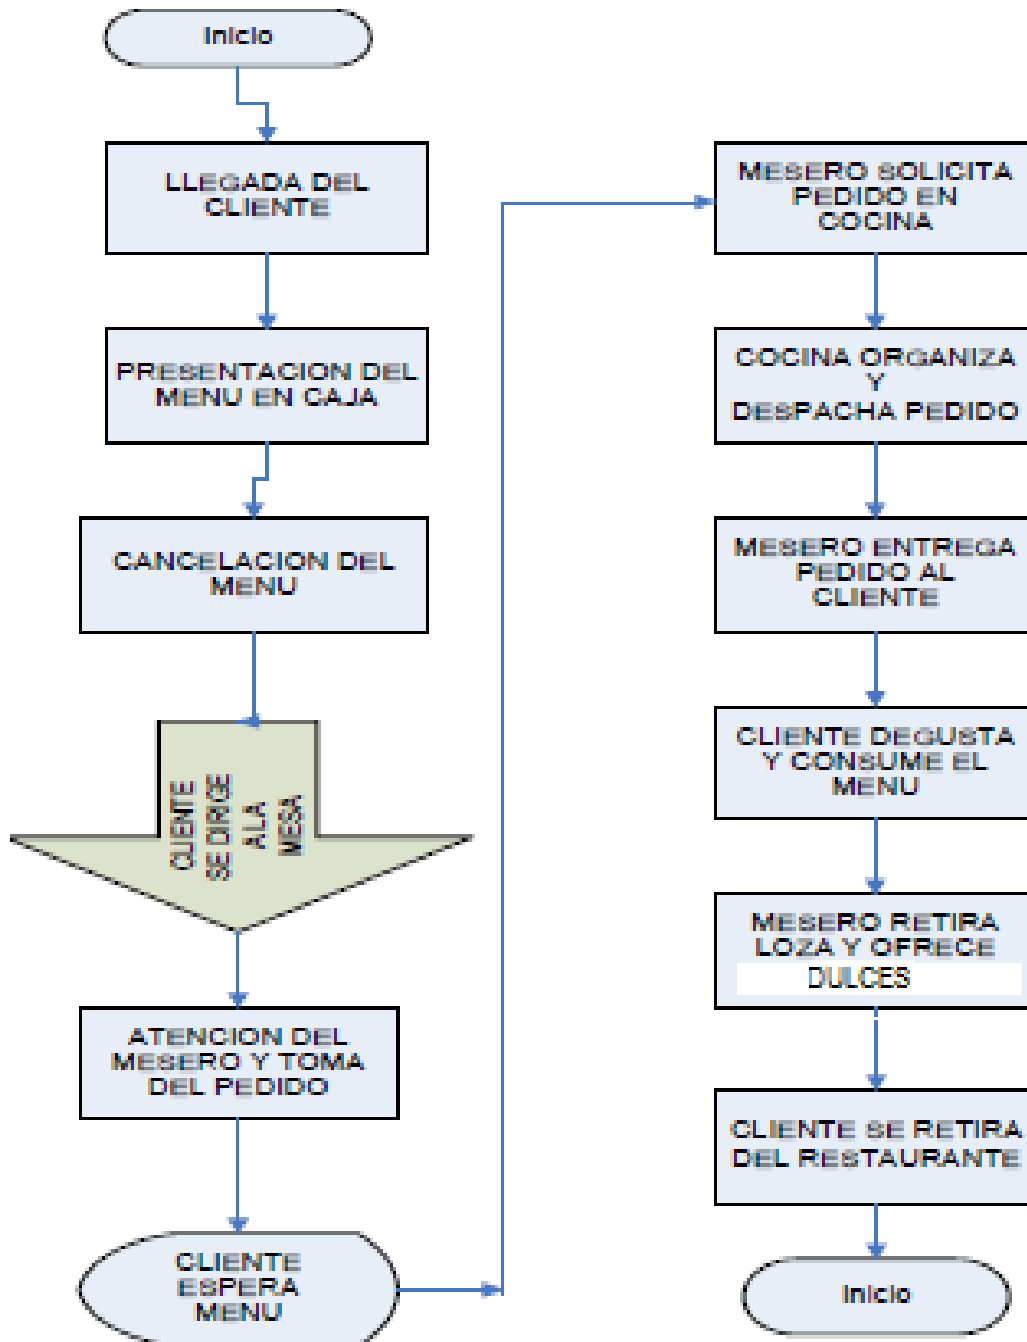 Inicio
LLEGADA DEL
CLIENTE
PRESENTACION DEL
MENU EN CAJA
CANCELACION DEL
MENU
CLIENTE
SE DIRIGE
ALA
MESA
ATENCION DEL
MESERO Y TOMA
DEL PEDIDO
CLIENTE
ESPERA
MENU
MESERO SOLICITA
PEDIDO EN
COCINA
COCINA ORGANIZA
Y
DESPACHA PEDIDO
MESERO ENTREGA
PEDIDO AL
CLIENTE
CLIENTE DEGUSTA
Y CONSUME EL
MENU
MESERO RETIRA
LOZA Y OFRECE
DULCES
CLIENTE SE RETIRA
DEL RESTAURANTE
Inicio